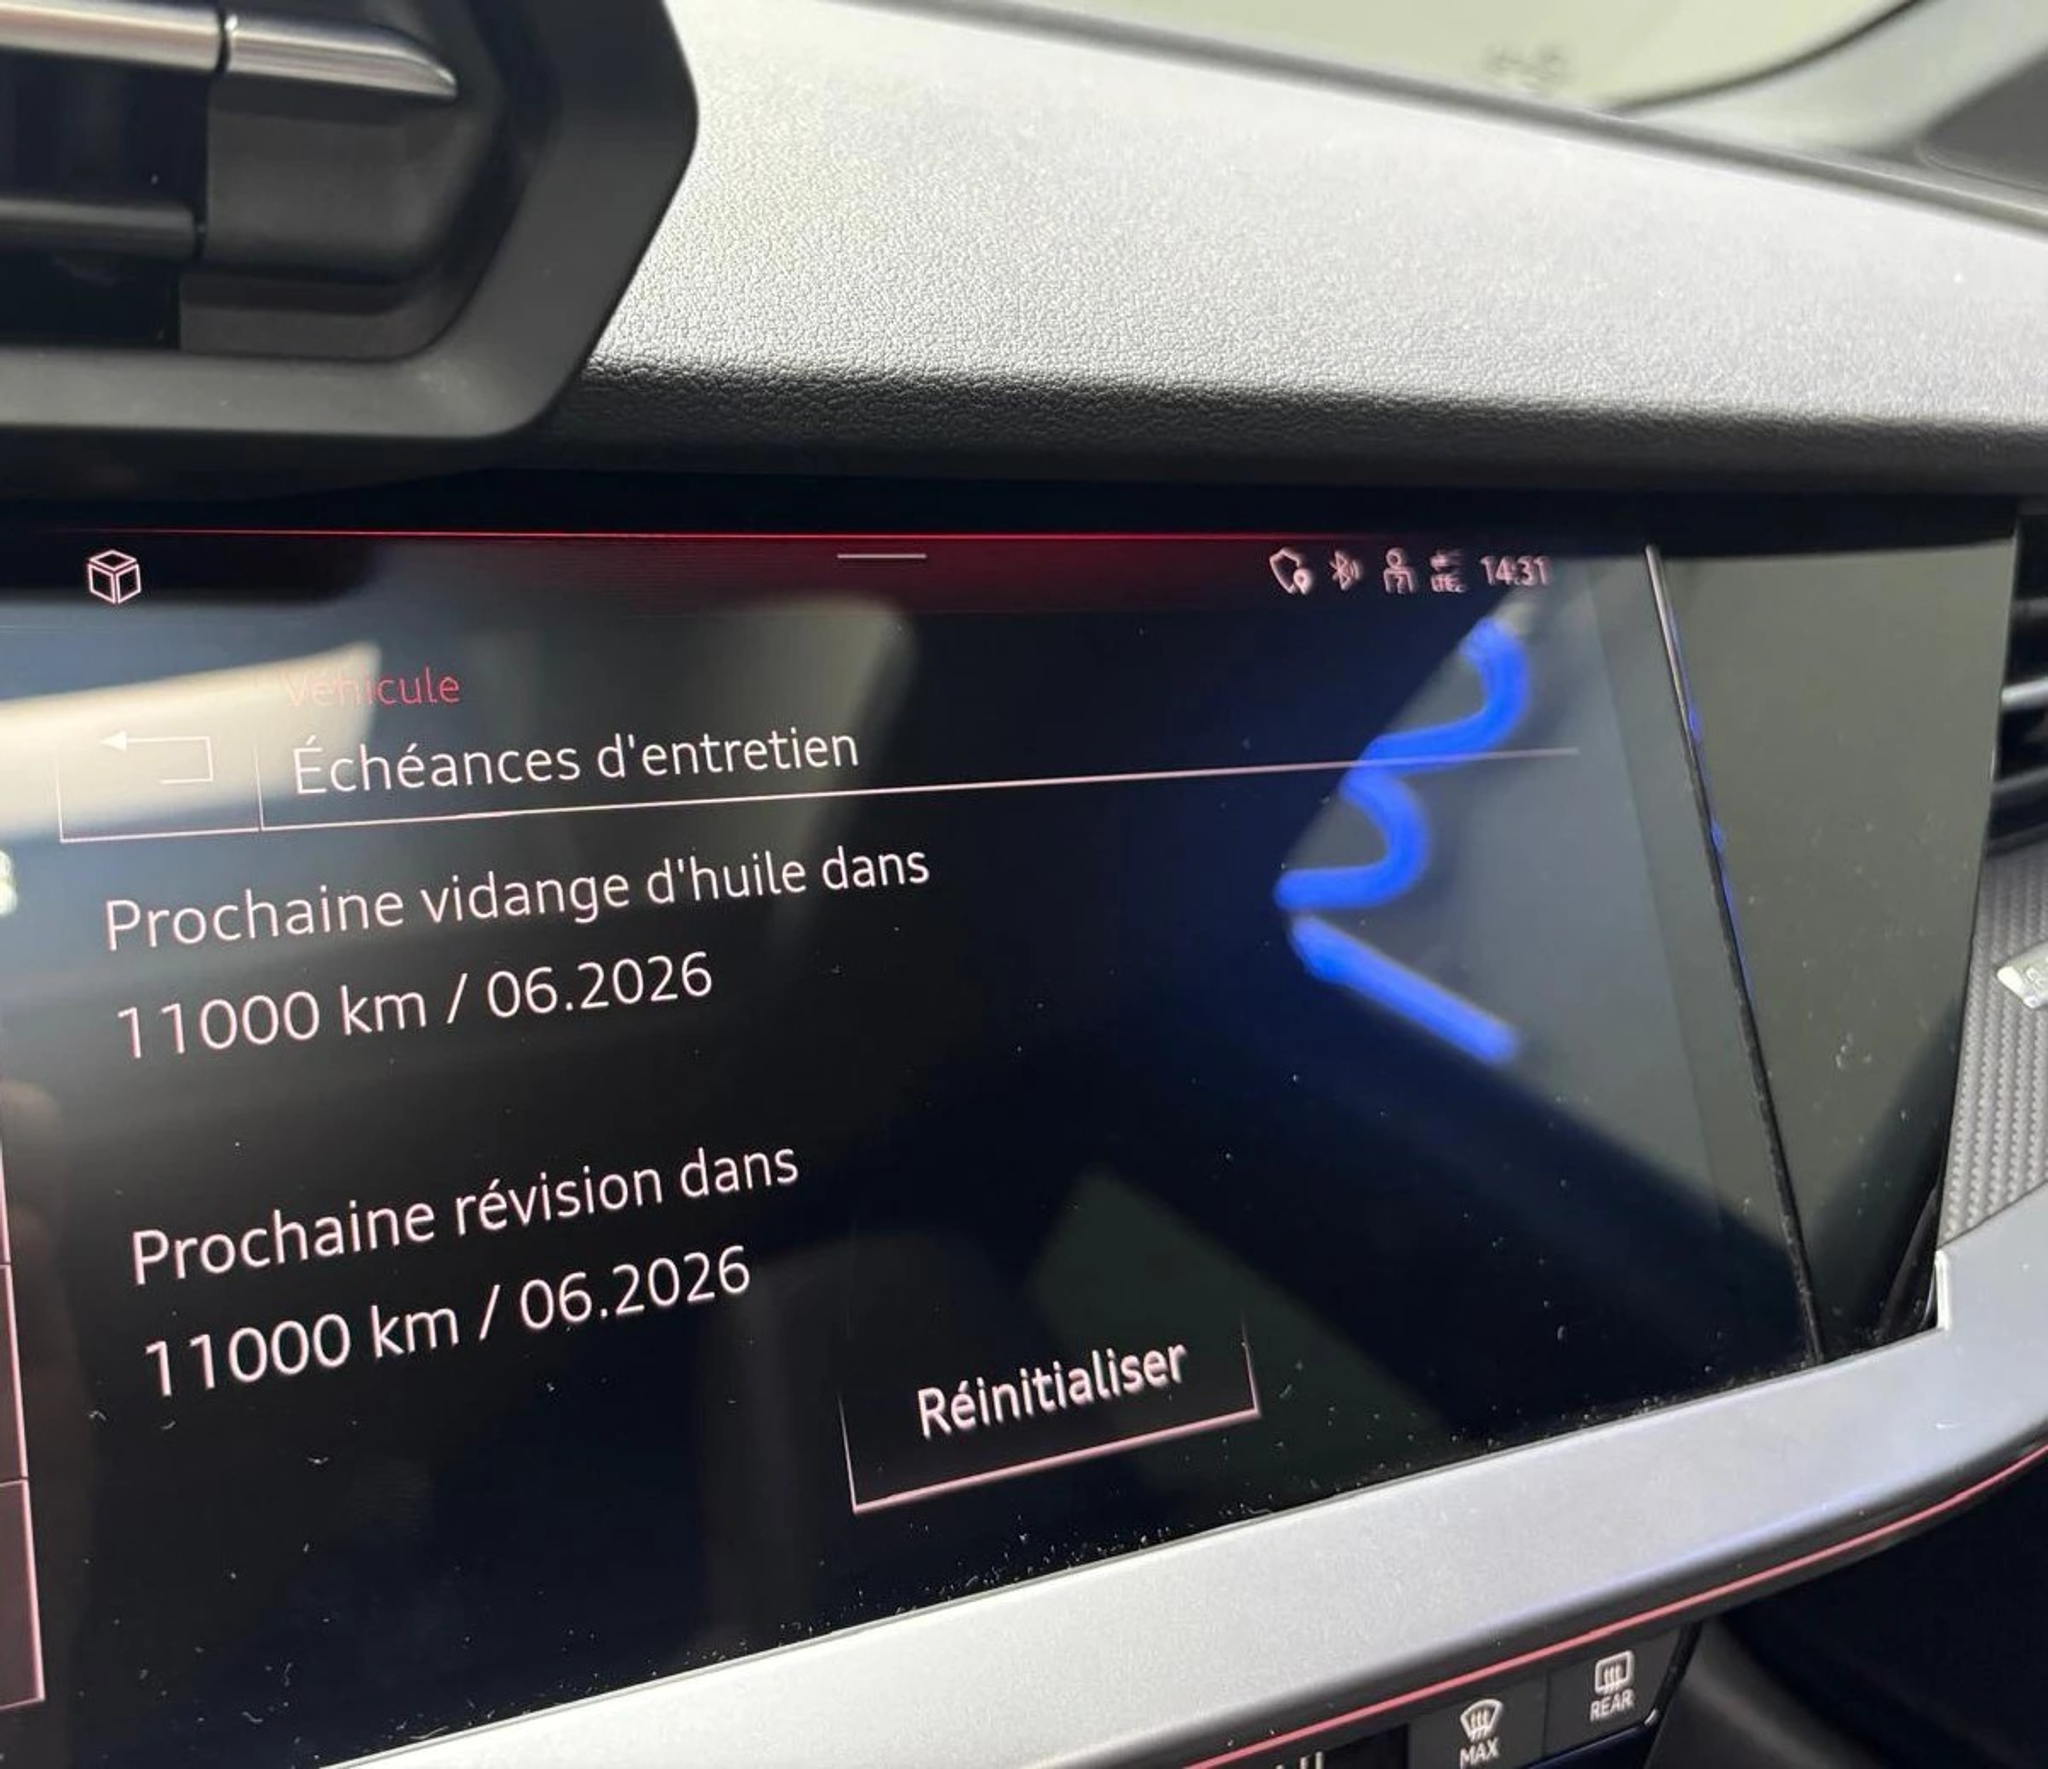 14:31
Véhicule
Échéances d'entretien
Prochaine vidange d'huile dans
11000 km / 06.2026
Prochaine révision dans
11000 km / 06.2026
Réinitialiser
REAR
MAX